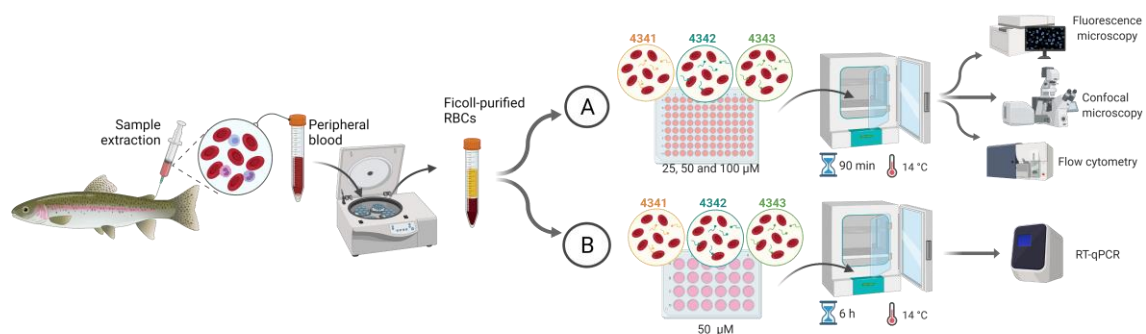 Sample
extraction
Peripheral
blood
Ficoll-purified
RBCs
A
4341
4342
4343
25, 50 and 100 µM
90 min
14 °C
Fluorescence
microscopy
Confocal
microscopy
Flow cytometry
B
4341
4342
4343
50 µM
6 h
14 °C
RT-qPCR